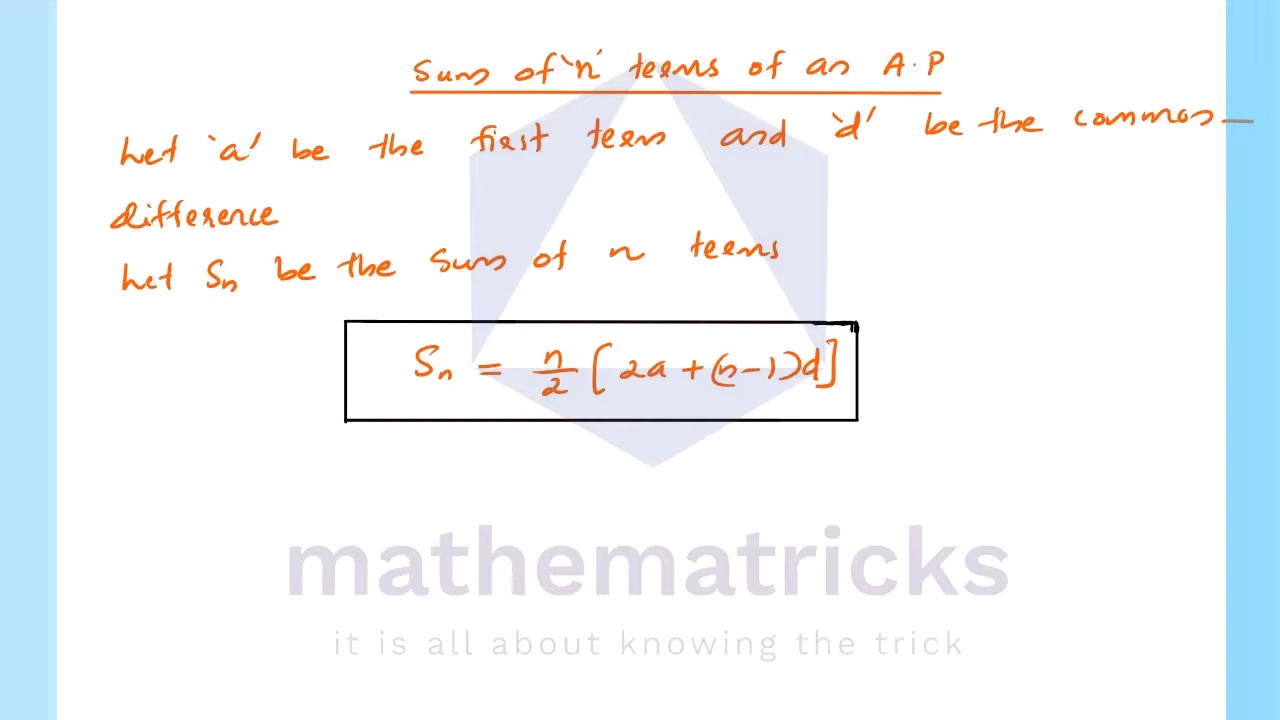 Sum of 'n' terms of an A.P
Let 'a' be the first term and 'd' be the common
difference
Let Sn be the sum of n terms
Sn = n/2 [2a + (n-1)d]
mathematricks
it is all about knowing the trick